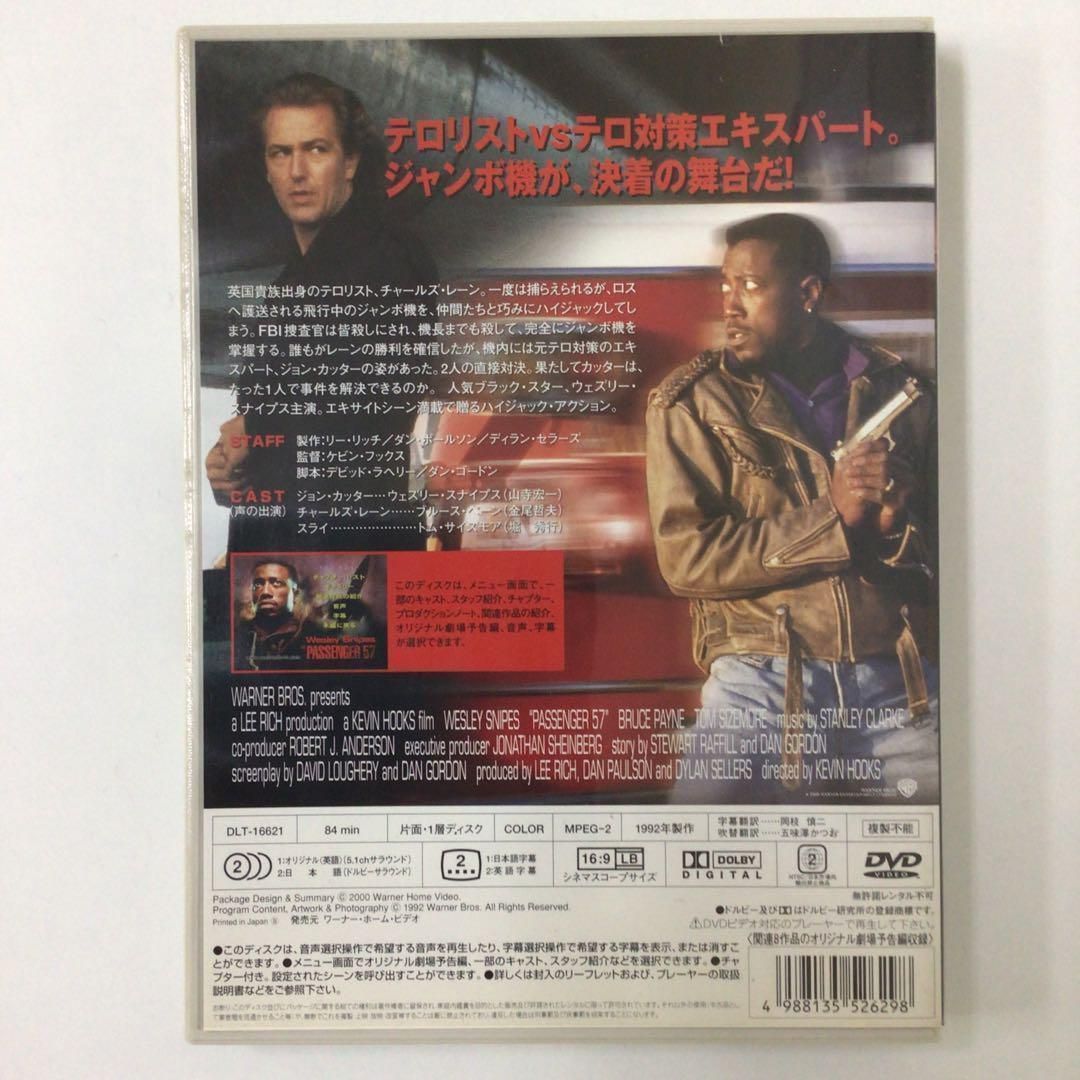 テロリストvsテロ対策エキスパート。
ジャンボ機が、決着の舞台だ!
英国貴族出身のテロリスト、チャールズ・レーン。一度は捕らえられるが、ロス
へ護送される飛行中のジャンボ機を、仲間たちと巧みにハイジャックしてし
まう。FBI捜査官は皆殺しにされ、機長までも殺して、完全にジャンボ機を
掌握する。誰もがレーンの勝利を確信したが、機内には元テロ対策のエキ
スパート、ジョン・カッターの姿があった。2人の直接対決。果たしてカッターは、
たった1人で事件を解決できるのか。 人気ブラック・スター、ウェズリー・
スナイプス主演。エキサイトシーン満載で贈るハイジャック・アクション。
STAFF 製作:リー・リッチ/ダン・ポールソン/ディラン・セラーズ
監督:ケビン・フックス
脚本:デビッド・ラヘリー/ダン・ゴードン
CAST ジョン・カッター…ウェズリー・スナイプス(山寺宏一)
(声の出演) チャールズ・レーン……ブルース・ペーン(金尾哲夫)
スライ…………………トム・サイズモア(堀 秀行)
音声
字幕
Wesley Snipes
PASSENGER 57
このディスクは、メニュー画面で、一
部のキャスト、スタッフ紹介、チャプター、
プロダクションノート、関連作品の紹介、
オリジナル劇場予告編、音声、字幕
が選択できます。
WARNER BROS. presents
a LEE RICH production a KEVIN HOOKS film WESLEY SNIPES "PASSENGER 57" BRUCE PAYNE TOM SIZEMORE music by STANLEY CLARKE
co-producer ROBERT J. ANDERSON executive producer JONATHAN SHEINBERG story by STEWART RAFFILL and DAN GORDON
screenplay by DAVID LOUGHERY and DAN GORDON produced by LEE RICH, DAN PAULSON and DYLAN SELLERS directed by KEVIN HOOKS
DLT-16621 84 min 片面・1層ディスク COLOR MPEG-2 1992年製作 字幕翻訳……岡枝 慎二 複製不能
吹替翻訳……五味澤かつお
2 1:オリジナル(英語)(5.1chサラウンド) 2 1:日本語字幕 16:9 LB DOLBY 2 DVD
2:日 本 語(ドルビーサラウンド) 2:英語字幕 シネマスコープサイズ DIGITAL VIDEO
無許諾レンタル不可
Package Design & Summary © 2000 Warner Home Video.
Program Content, Artwork & Photography © 1992 Warner Bros. All Rights Reserved.
Printed in Japan 発売元 ワーナー・ホーム・ビデオ
●ドルビー及びはドルビー研究所の登録商標です。
⚠DVDビデオ対応のプレーヤーで再生して下さい。
〈関連8作品のオリジナル劇場予告編収録〉
●このディスクは、音声選択操作で希望する音声を再生したり、字幕選択操作で希望する字幕を表示、または消すこ
とができます。●メニュー画面でオリジナル劇場予告編、一部のキャスト、スタッフ紹介などを選択できます。●チャ
プター付き。設定されたシーンを呼び出すことができます。●詳しくは封入のリーフレットおよび、プレーヤーの取扱
説明書などをご参照下さい。
4 988135 526298